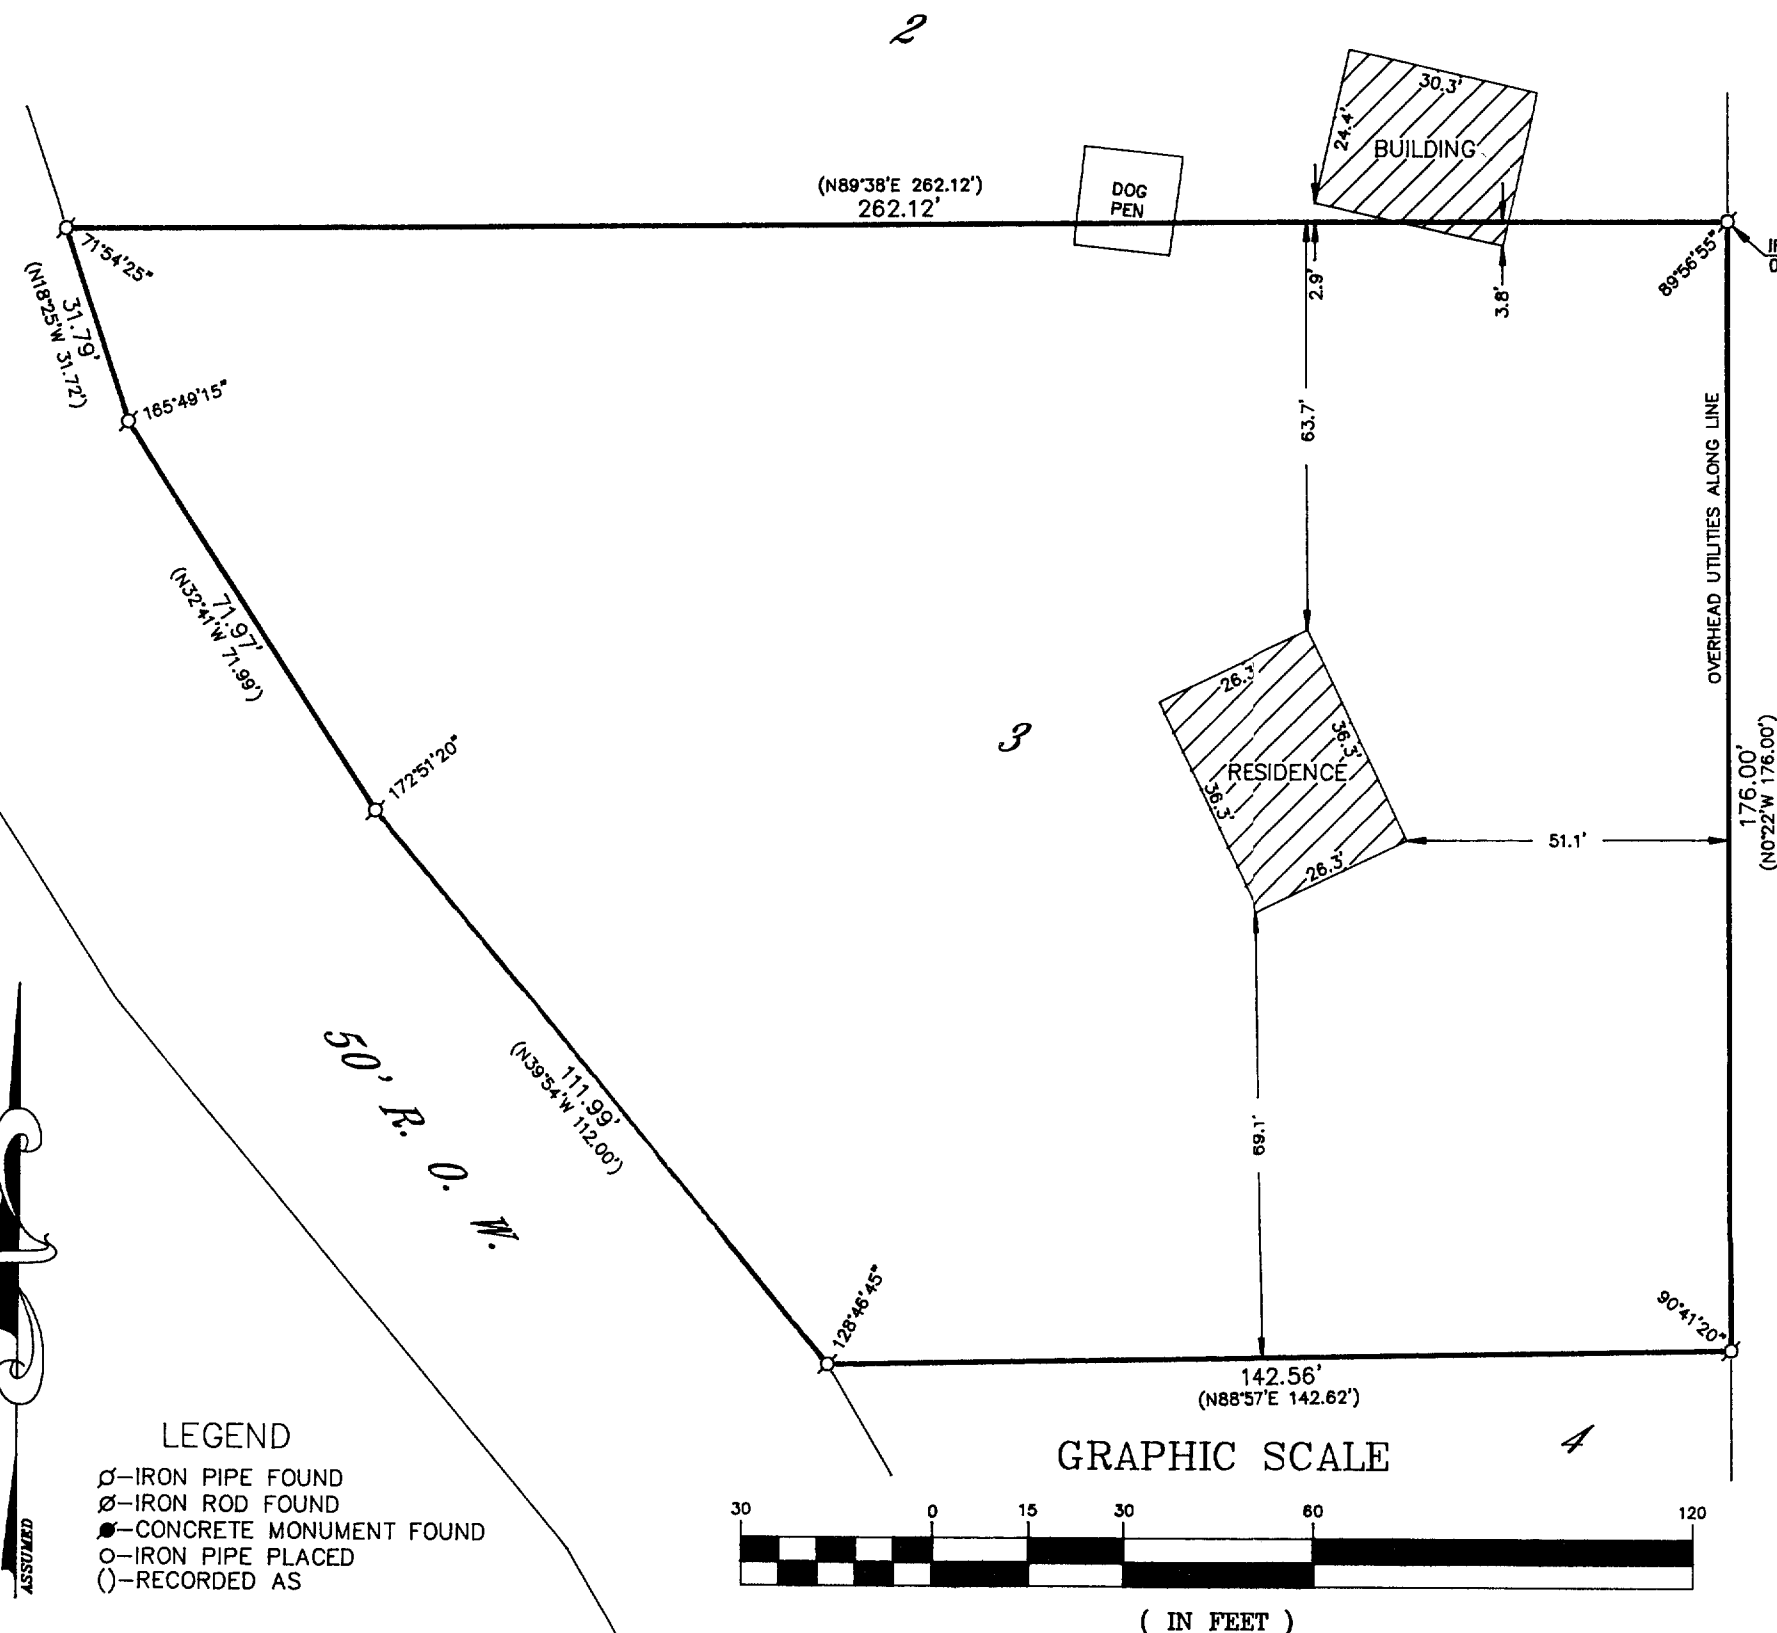 2
30.3'
24.4'
BUILDING
(N89°38'E 262.12')
262.12'
DOG
PEN
71°54'25"
89°56'55"
2.9'
3.8'
31.79'
(N18°25'W 31.72')
165°49'15"
63.7'
OVERHEAD UTILITIES ALONG LINE
71.97'
(N32°41'W 71.99')
26.3'
3
36.3'
RESIDENCE
36.3'
26.3'
172°51'20"
51.1'
176.00'
(N0°22'W 176.00')
50' R. O. W.
111.99'
(N39°54'W 112.00')
69.1'
128°46'45"
90°41'20"
142.56'
(N88°57'E 142.62')
4
LEGEND
-IRON PIPE FOUND
-IRON ROD FOUND
-CONCRETE MONUMENT FOUND
-IRON PIPE PLACED
()-RECORDED AS
ASSUMED
GRAPHIC SCALE
30 0 15 30 60 120
( IN FEET )